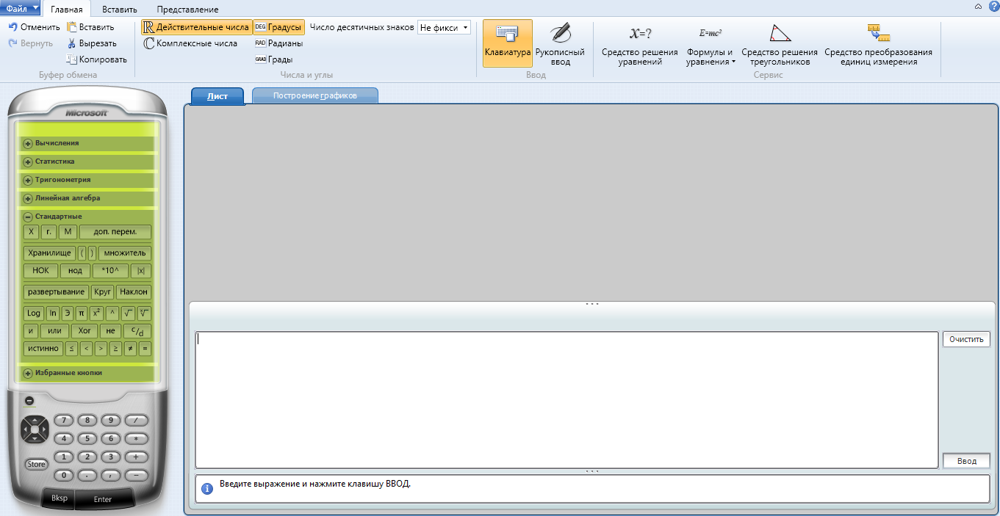 Файл
Главная
Вставить
Представление
Отменить
Вернуть
Вставить
Вырезать
Копировать
Буфер обмена
Действительные числа
Комплексные числа
DEG Градусы
RAD Радианы
GRAD Грады
Число десятичных знаков
Не фикси
Числа и углы
Клавиатура
Рукописный
ввод
Ввод
X=?
Средство решения
уравнений
E=mc²
Формулы и
уравнения
Средство решения
треугольников
Средство преобразования
единиц измерения
Сервис
Microsoft
Вычисления
Статистика
Тригонометрия
Линейная алгебра
Стандартные
X г. M доп. перем.
Хранилище ( ) множитель
НОК нод *10^ |x|
развертывание Круг Наклон
Log ln Э π x² ^ √ ˣ√
и или Xor не c/d
истинно ≤ < > ≥ ≠ =
Избранные кнопки
7 8 9 /
4 5 6 *
1 2 3 +
Store
0 . , −
Bksp Enter
Лист
Построение графиков
Очистить
Ввод
Введите выражение и нажмите клавишу ВВОД.